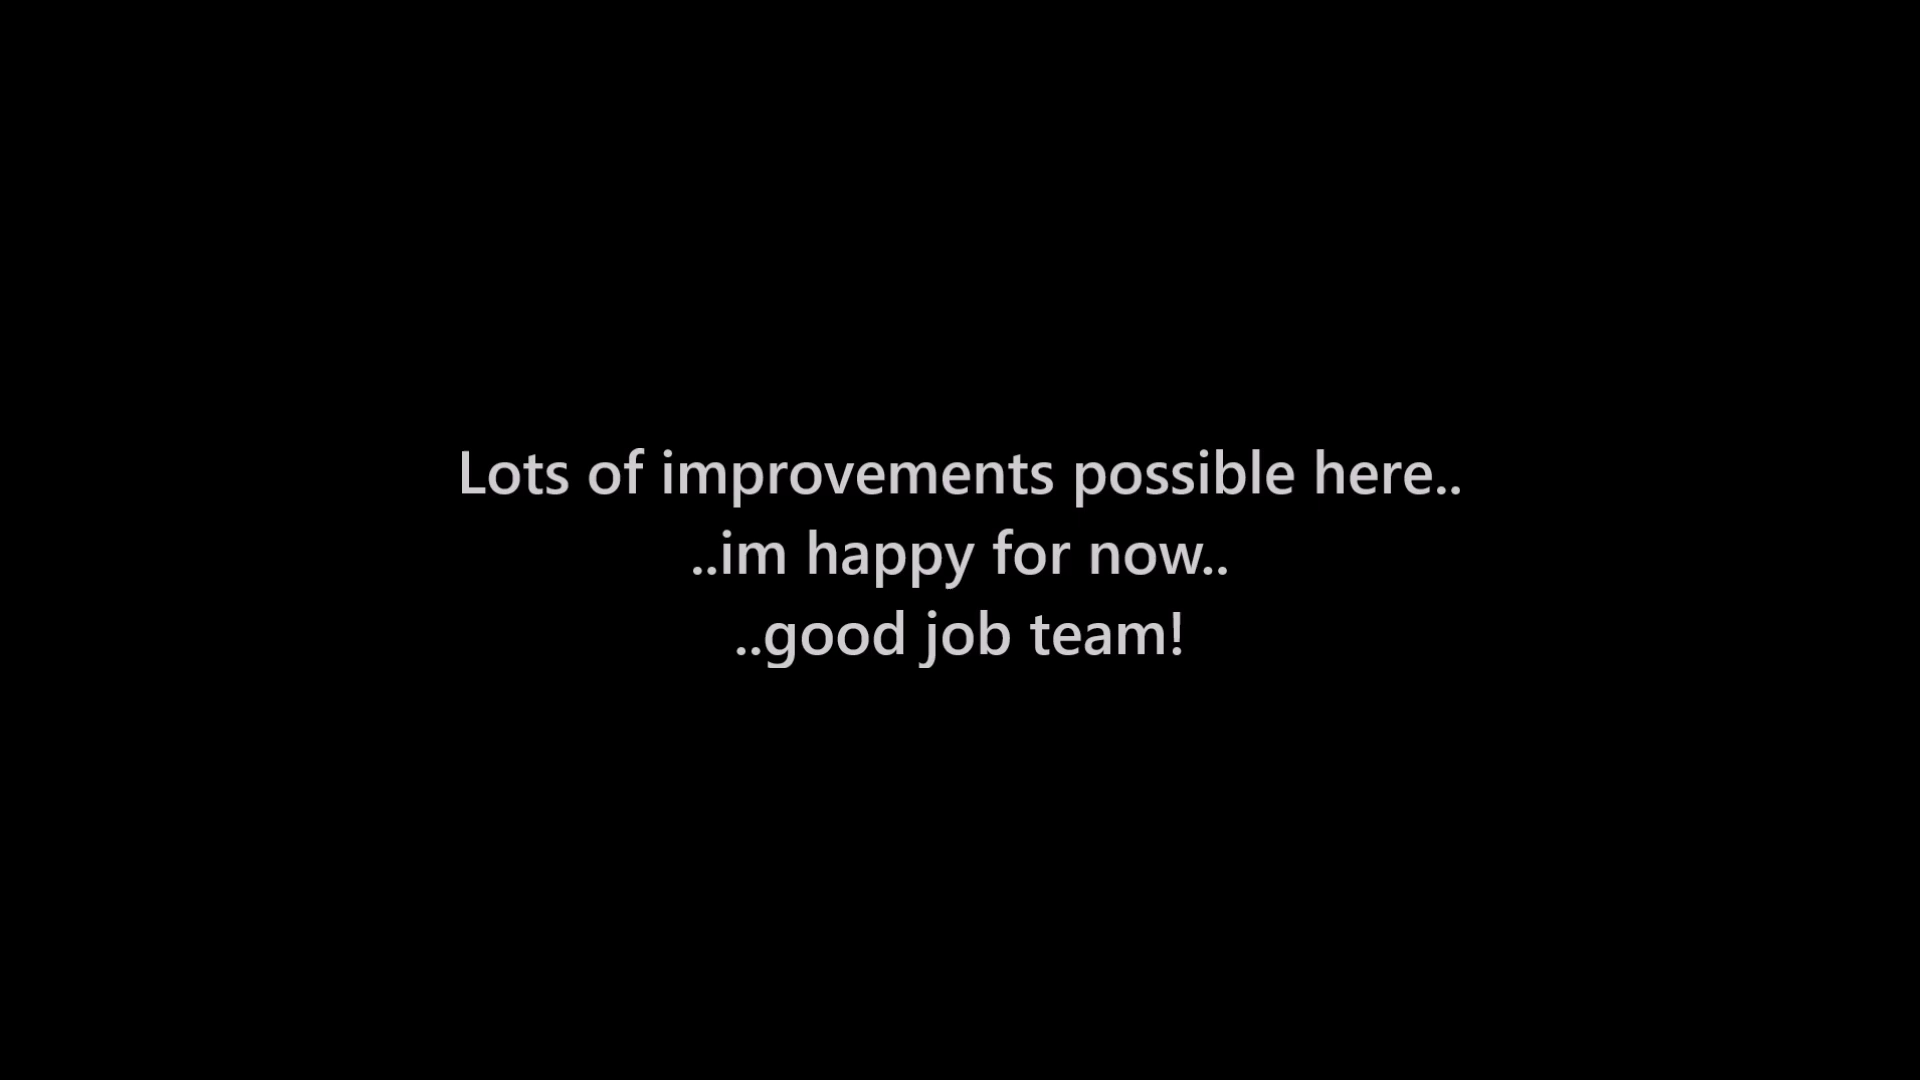 Lots of improvements possible here..
..im happy for now..
..good job team!